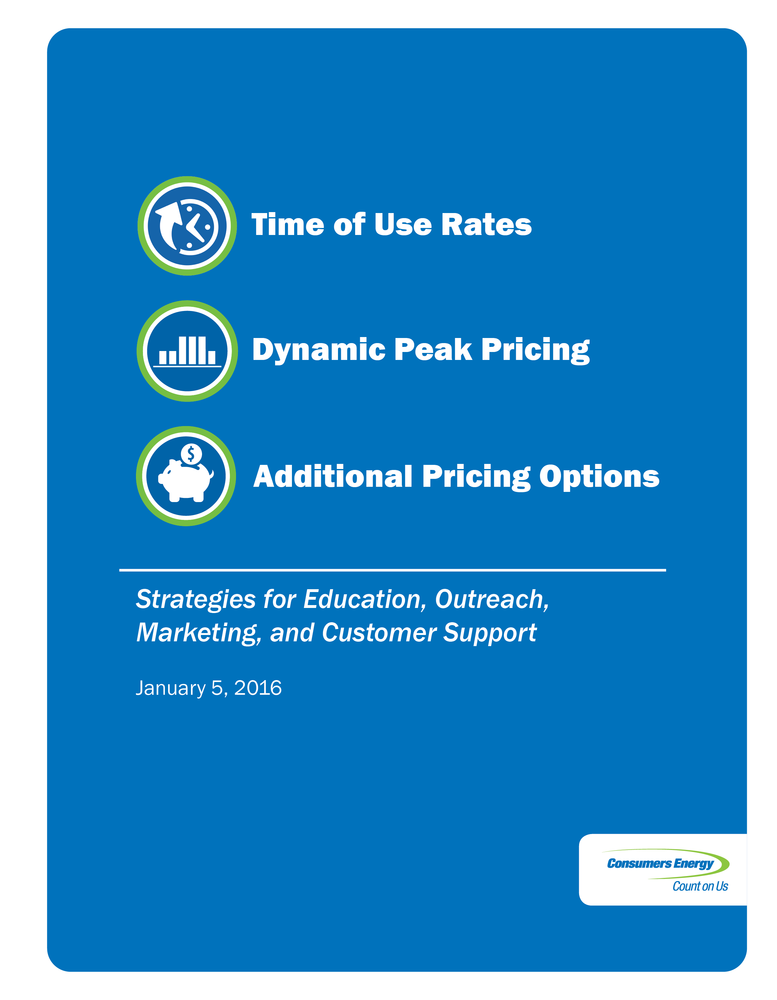 Time of Use Rates
Dynamic Peak Pricing
$
Additional Pricing Options
Strategies for Education, Outreach,
Marketing, and Customer Support
January 5, 2016
Consumers Energy
Count on Us